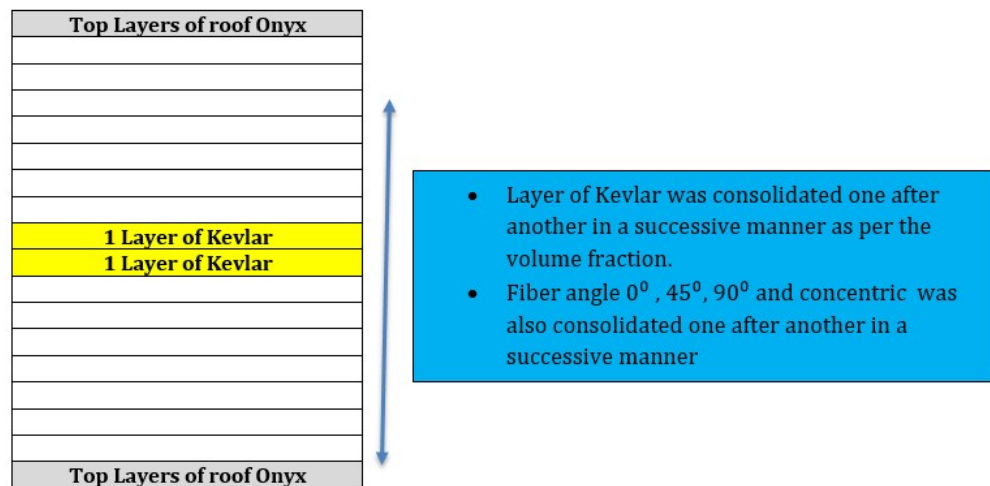 Top Layers of roof Onyx
1 Layer of Kevlar
1 Layer of Kevlar
Top Layers of roof Onyx
• Layer of Kevlar was consolidated one after
another in a successive manner as per the
volume fraction.
• Fiber angle 0⁰ , 45⁰, 90⁰ and concentric was
also consolidated one after another in a
successive manner